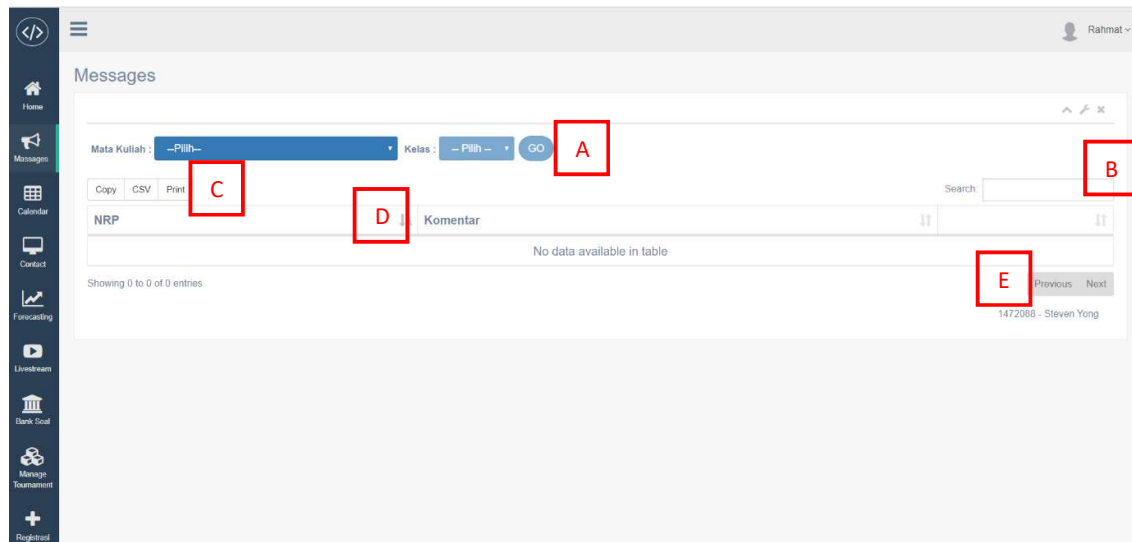 </>
Rahmat
Home
Massages
Calendar
Contact
Forecasting
Livestream
Bank Soal
Manage
Tournament
Registrasi
Messages
Mata Kuliah : --Pilih-- Kelas : -- Pilih -- GO A
B
Copy CSV Print C Search:
NRP D Komentar
No data available in table
Showing 0 to 0 of 0 entries E Previous Next
1472088 - Steven Yong